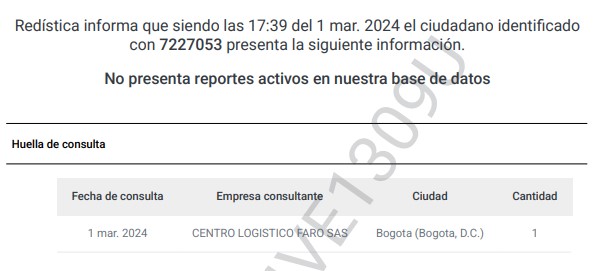 Redística informa que siendo las 17:39 del 1 mar. 2024 el ciudadano identificado
con 7227053 presenta la siguiente información.
No presenta reportes activos en nuestra base de datos
Huella de consulta
Fecha de consulta Empresa consultante Ciudad Cantidad
1 mar. 2024 CENTRO LOGISTICO FARO SAS Bogota (Bogota, D.C.) 1
VE1309U